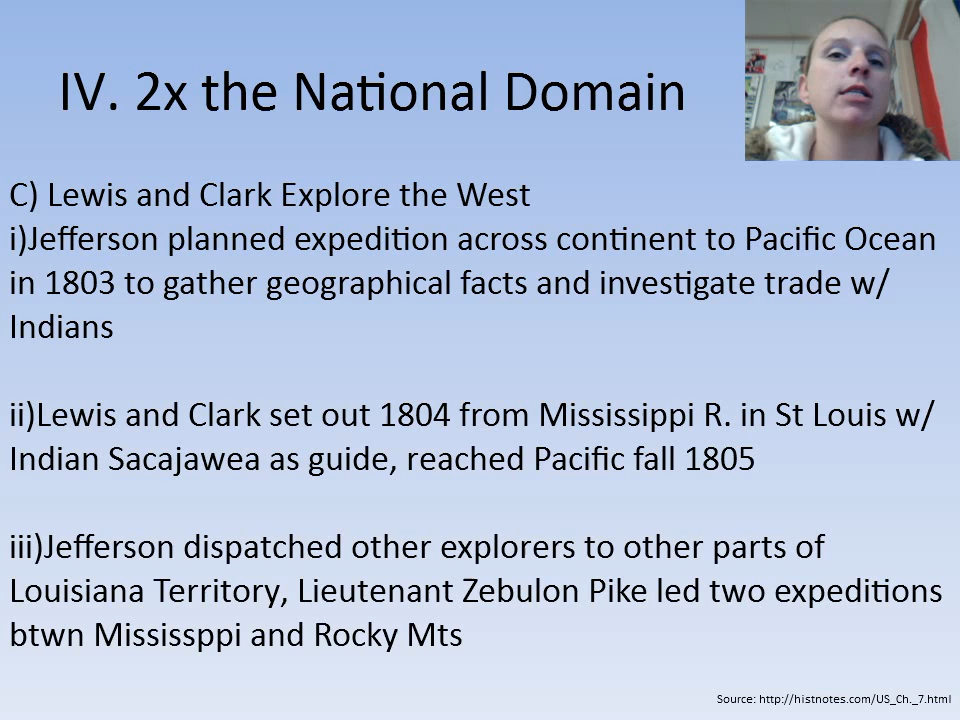 IV. 2x the National Domain
C) Lewis and Clark Explore the West
i)Jefferson planned expedition across continent to Pacific Ocean
in 1803 to gather geographical facts and investigate trade w/
Indians
ii)Lewis and Clark set out 1804 from Mississippi R. in St Louis w/
Indian Sacajawea as guide, reached Pacific fall 1805
iii)Jefferson dispatched other explorers to other parts of
Louisiana Territory, Lieutenant Zebulon Pike led two expeditions
btwn Mississppi and Rocky Mts
Source: http://histnotes.com/US_Ch._7.html